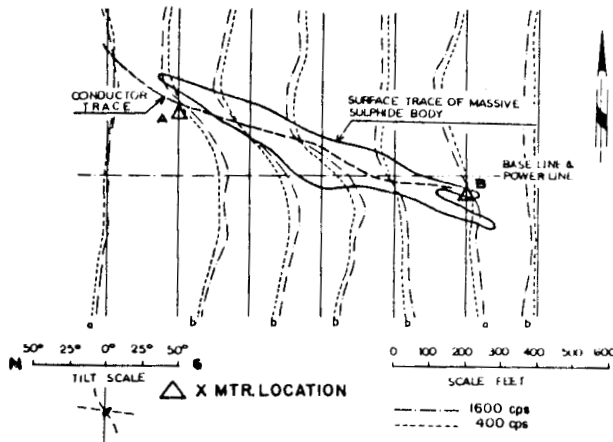 CONDUCTOR
TRACE
A
SURFACE TRACE OF MASSIVE
SULPHIDE BODY
BASE LINE &
POWER LINE
B
a b b b b a b
50° 25° 0° 25° 50°
N S
TILT SCALE
△ X MTR. LOCATION
0 100 200 300 400 500 600
SCALE FEET
1600 cps
400 cps